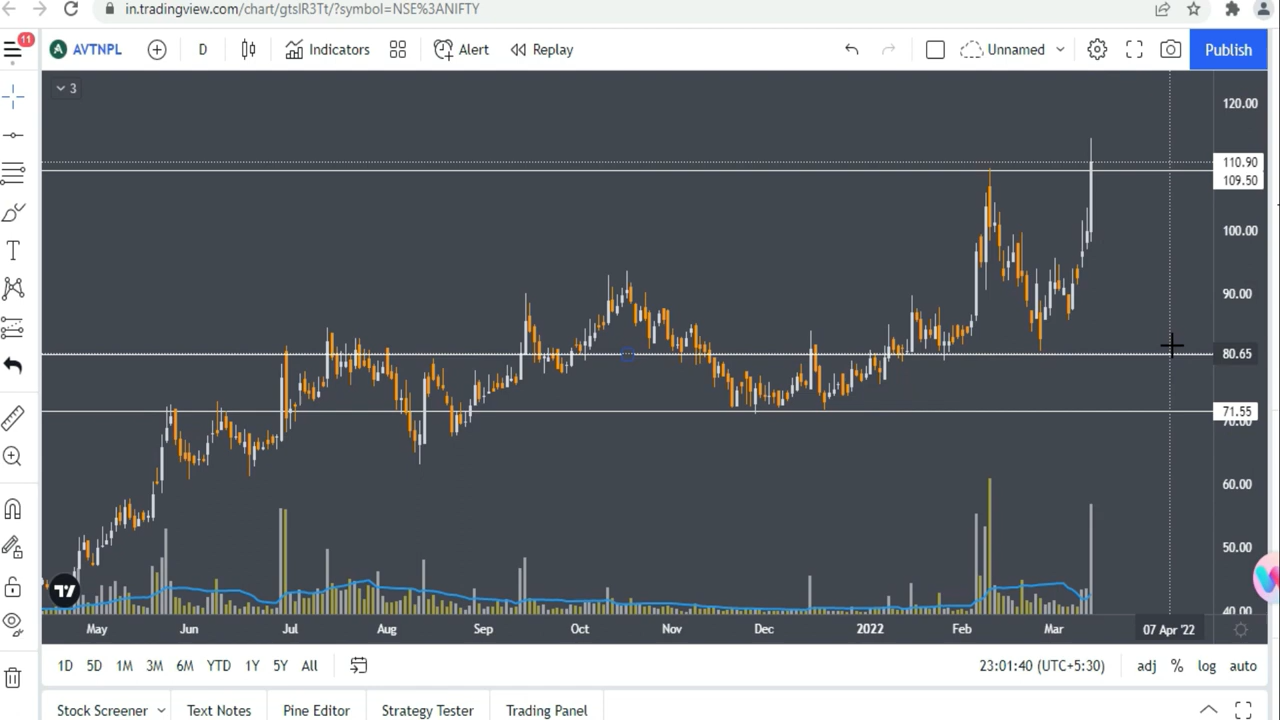 in.tradingview.com/chart/gtslR3Tt/?symbol=NSE%3ANIFTY
11
A AVTNPL D Indicators Alert Replay Unnamed Publish
3
120.00
110.90
109.50
100.00
90.00
80.65
71.55
70.00
60.00
50.00
40.00
May Jun Jul Aug Sep Oct Nov Dec 2022 Feb Mar 07 Apr '22
1D 5D 1M 3M 6M YTD 1Y 5Y All 23:01:40 (UTC+5:30) adj % log auto
Stock Screener Text Notes Pine Editor Strategy Tester Trading Panel